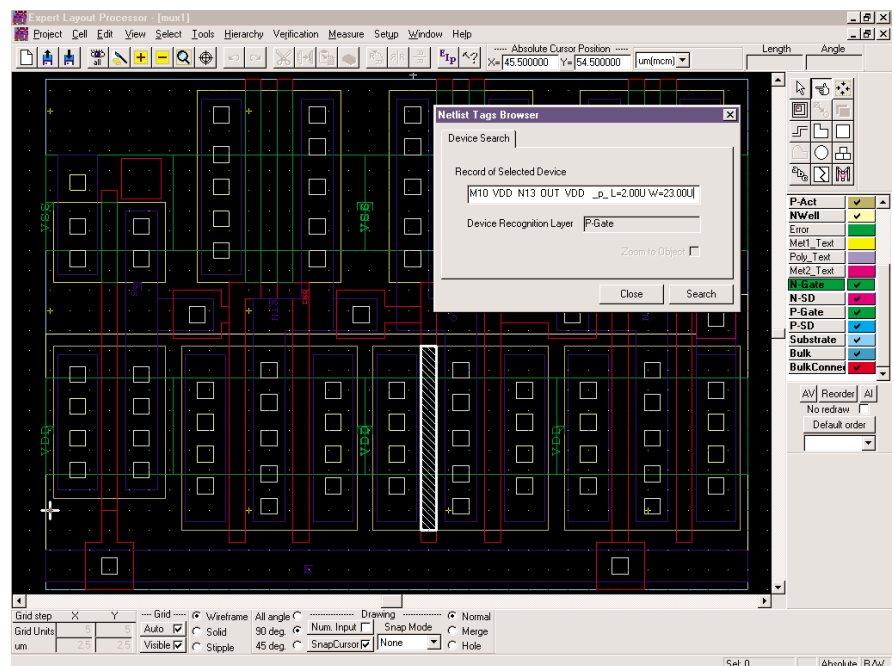 Expert Layout Processor - [mux1]
Project Cell Edit View Select Tools Hierarchy Verification Measure Setup Window Help
all
EIP
Absolute Cursor Position
X= 45.500000 Y= 54.500000 um(mcm)
Length Angle
Netlist Tags Browser
Device Search
Record of Selected Device
M10 VDD N13 OUT VDD _p_ L=2.00U W=23.00U
Device Recognition Layer P-Gate
Zoom to Object
Close Search
VSS VSS
VDD VDD VDD
P-Act
NWell
Error
Met1_Text
Poly_Text
Met2_Text
N-Gate
N-SD
P-Gate
P-SD
Substrate
Bulk
BulkConne
AV Reorder AI
No redraw
Default order
Grid step X Y Grid Wireframe All angle Drawing Normal
Grid Units 5 5 Auto Solid 90 deg. Num. Input Snap Mode Merge
um 2.5 2.5 Visible Stipple 45 deg. SnapCursor None Hole
Sel: 0 Absolute R/W